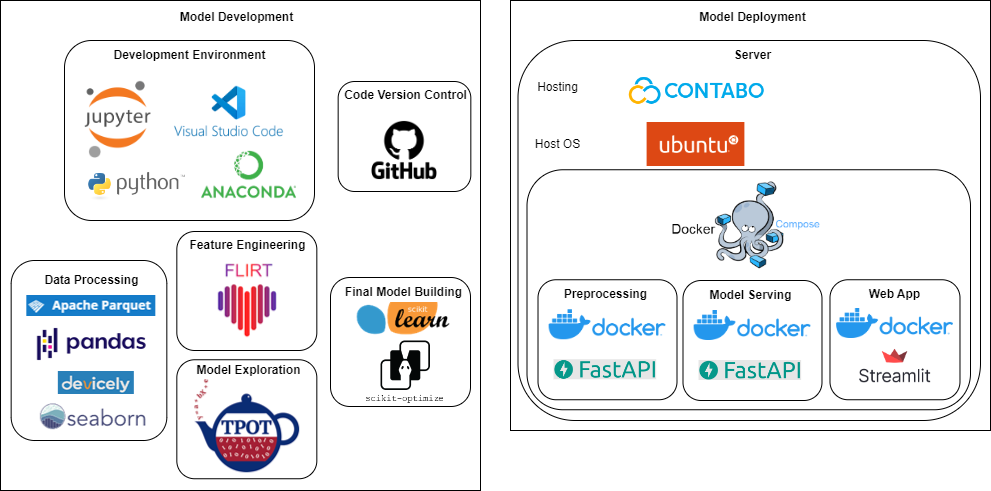 Model Development
Development Environment
jupyter
Visual Studio Code
python™
ANACONDA
Code Version Control
GitHub
Feature Engineering
FLIRT
Data Processing
Apache Parquet
pandas
devicely
seaborn
Model Exploration
TPOT
Final Model Building
scikit
learn
scikit-optimize
Model Deployment
Server
Hosting
CONTABO
Host OS
ubuntu
Docker
Compose
Preprocessing
docker
FastAPI
Model Serving
docker
FastAPI
Web App
docker
Streamlit